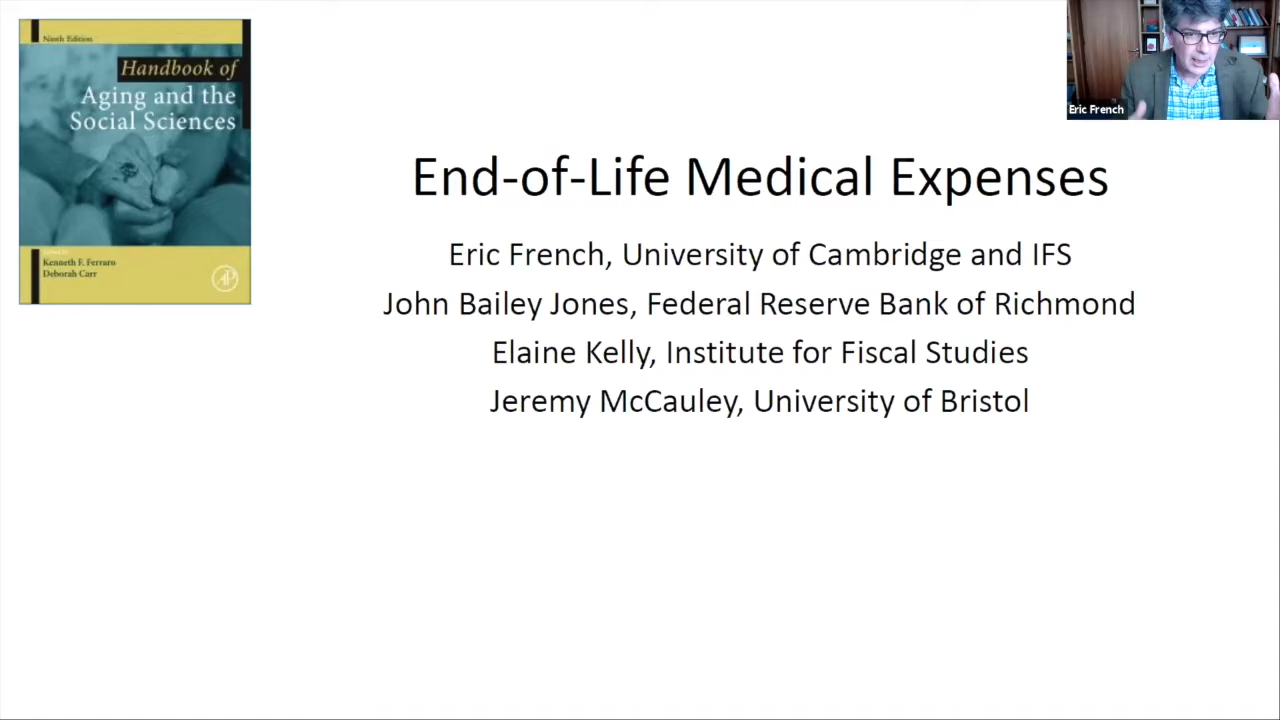 Ninth Edition
Handbook of
Aging and the
Social Sciences
Kenneth F. Ferraro
Deborah Carr
AP
Eric French
End-of-Life Medical Expenses
Eric French, University of Cambridge and IFS
John Bailey Jones, Federal Reserve Bank of Richmond
Elaine Kelly, Institute for Fiscal Studies
Jeremy McCauley, University of Bristol